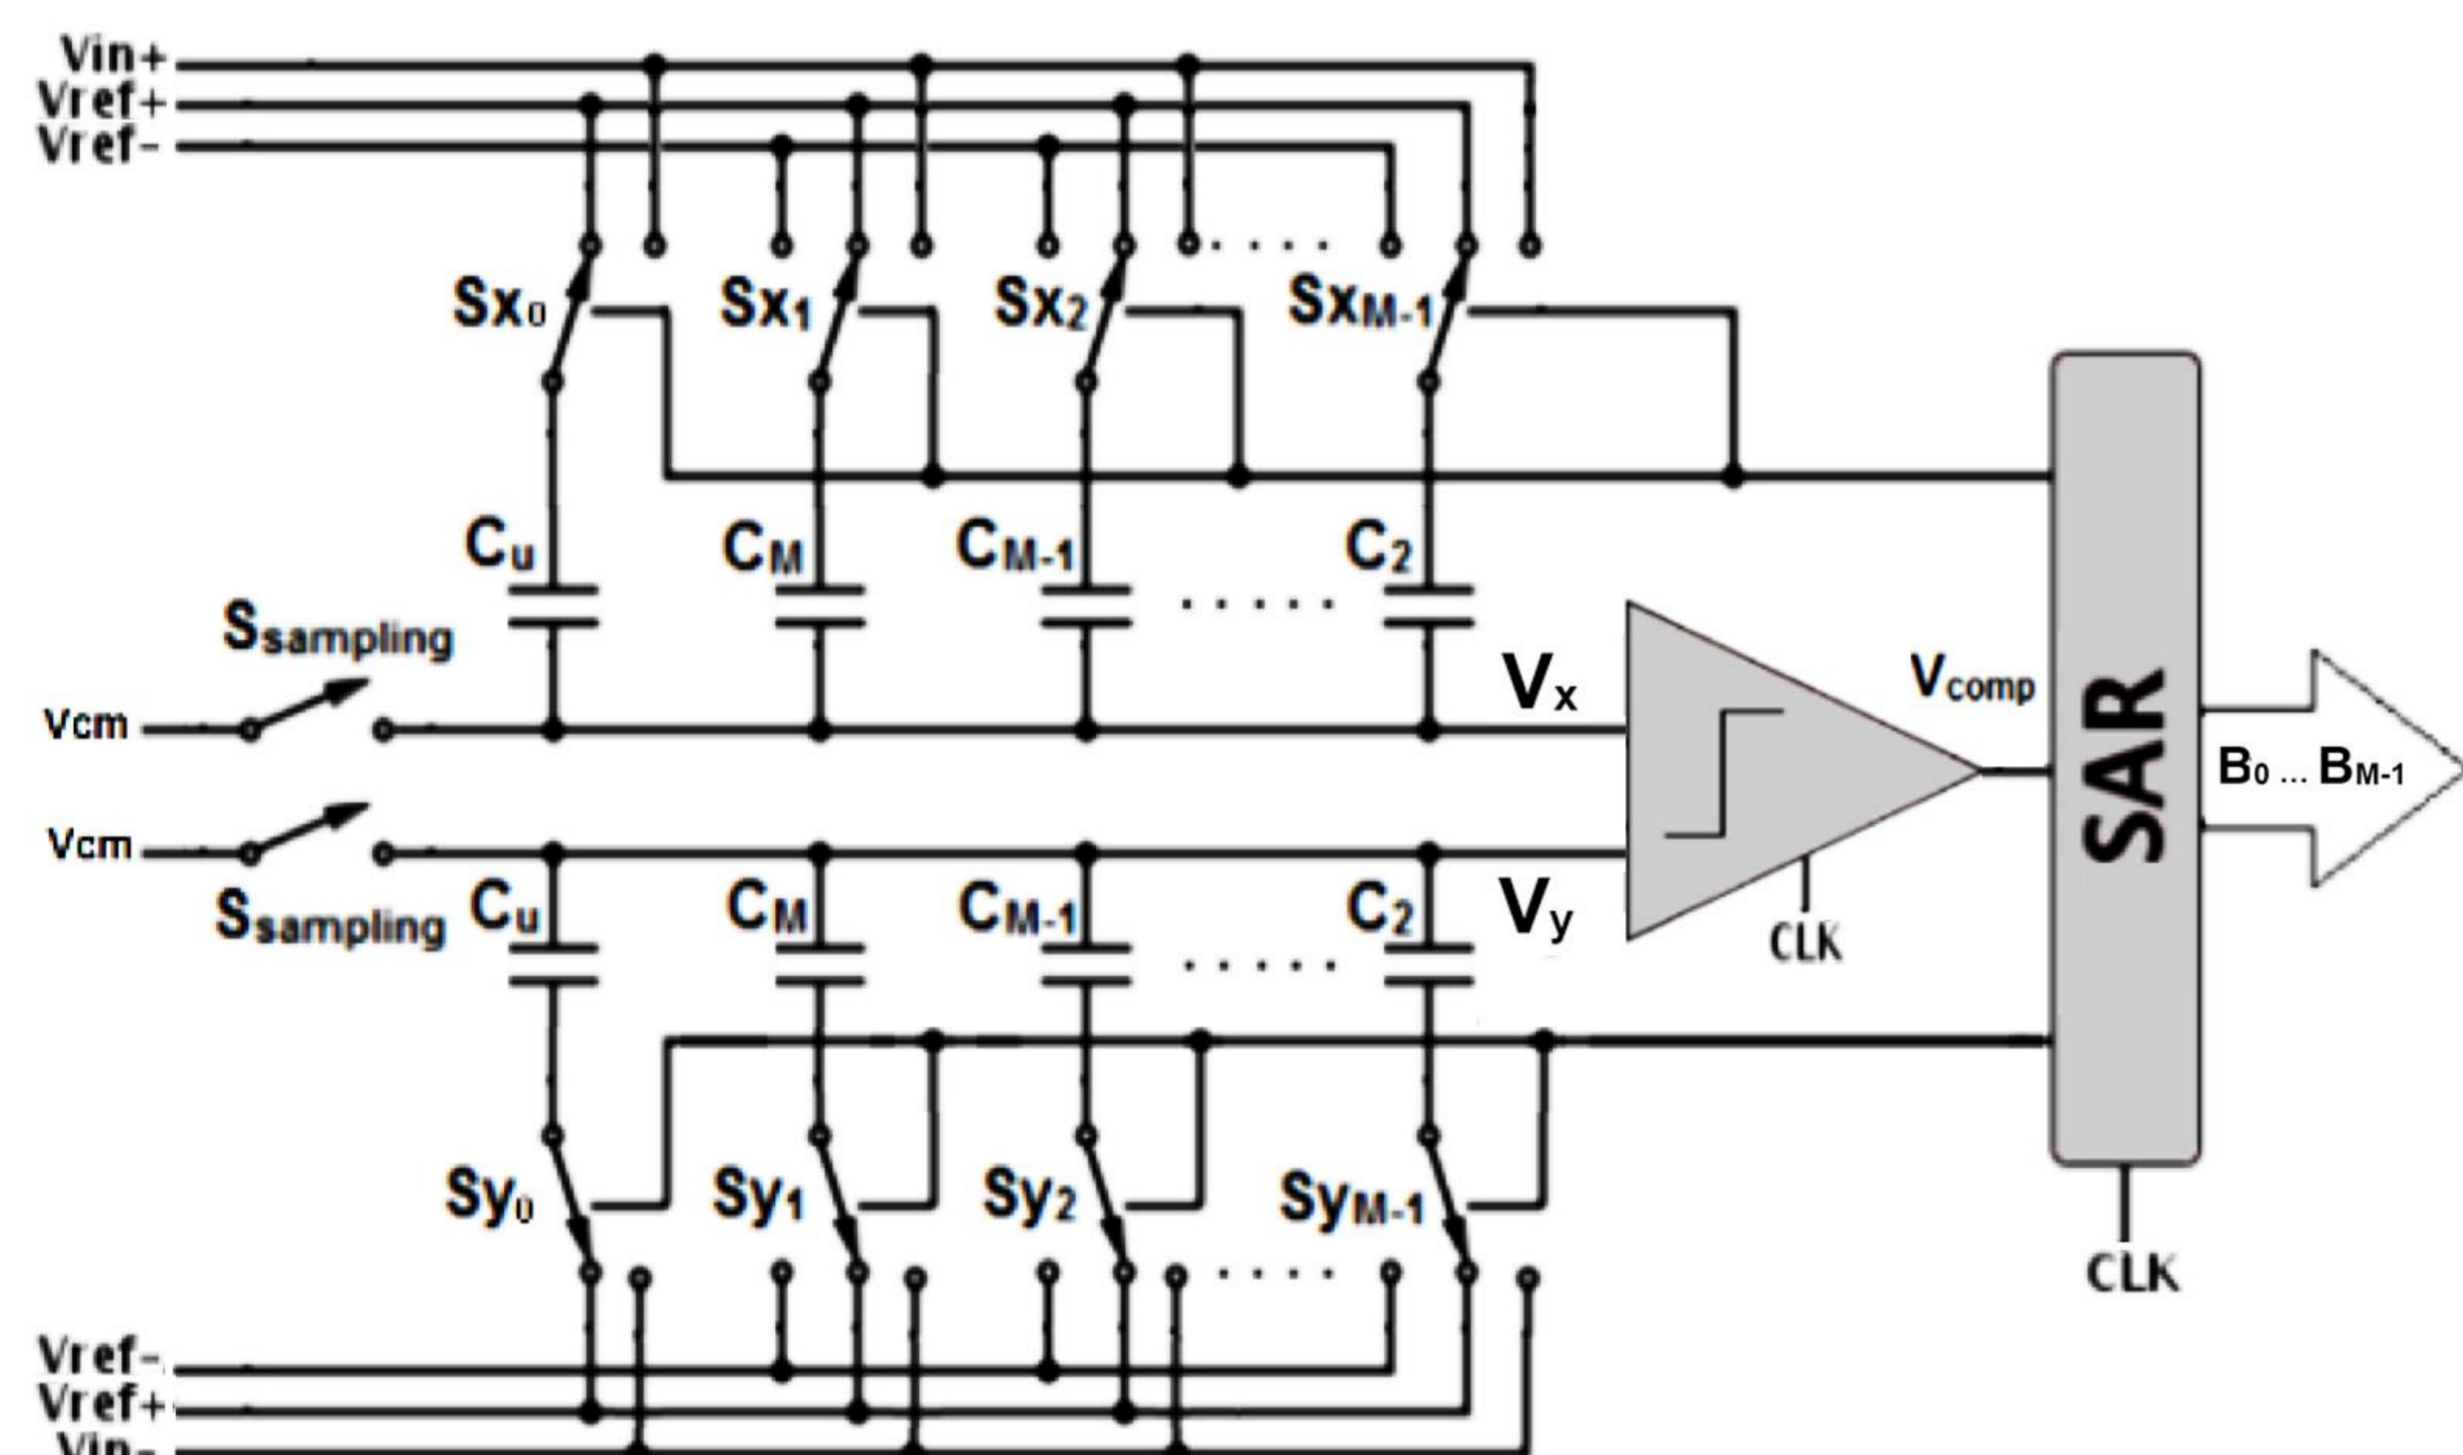 Vin+
Vref+
Vref-
Sx0 Sx1 Sx2 SxM-1
Cu CM CM-1 C2
Ssampling
Vx
Vcomp
Vcm
SAR
B0 ... BM-1
Vcm
Ssampling
Cu CM CM-1 C2
Vy
CLK
Sy0 Sy1 Sy2 SyM-1
CLK
Vref-
Vref+
Vin-